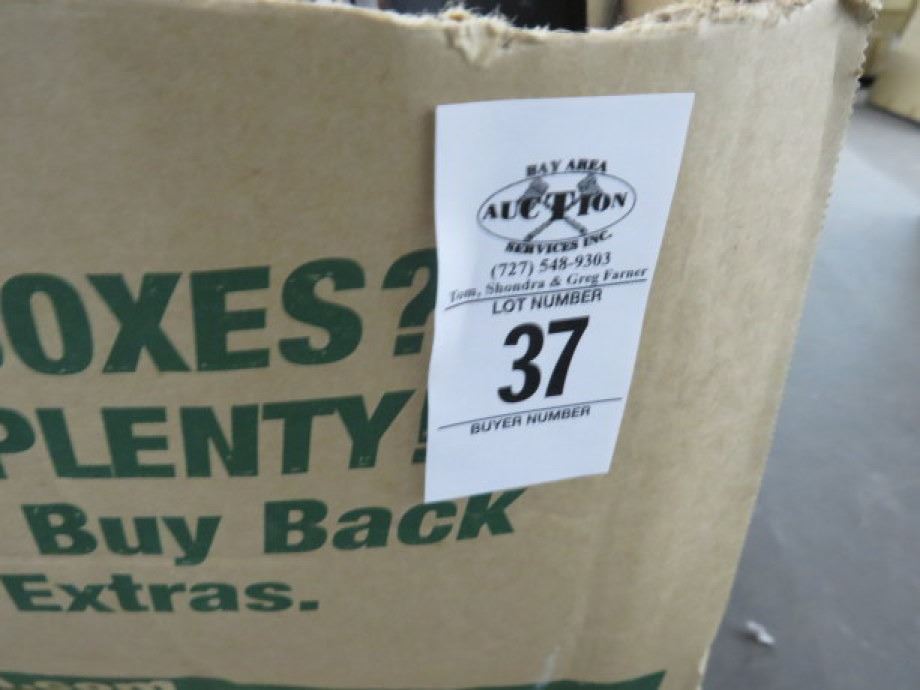 BAY AREA
AUCTION
SERVICES INC.
(727) 548-9303
Tom, Shondra & Greg Farner
LOT NUMBER
37
BUYER NUMBER
OXES?
PLENTY!
Buy Back
Extras.
.com